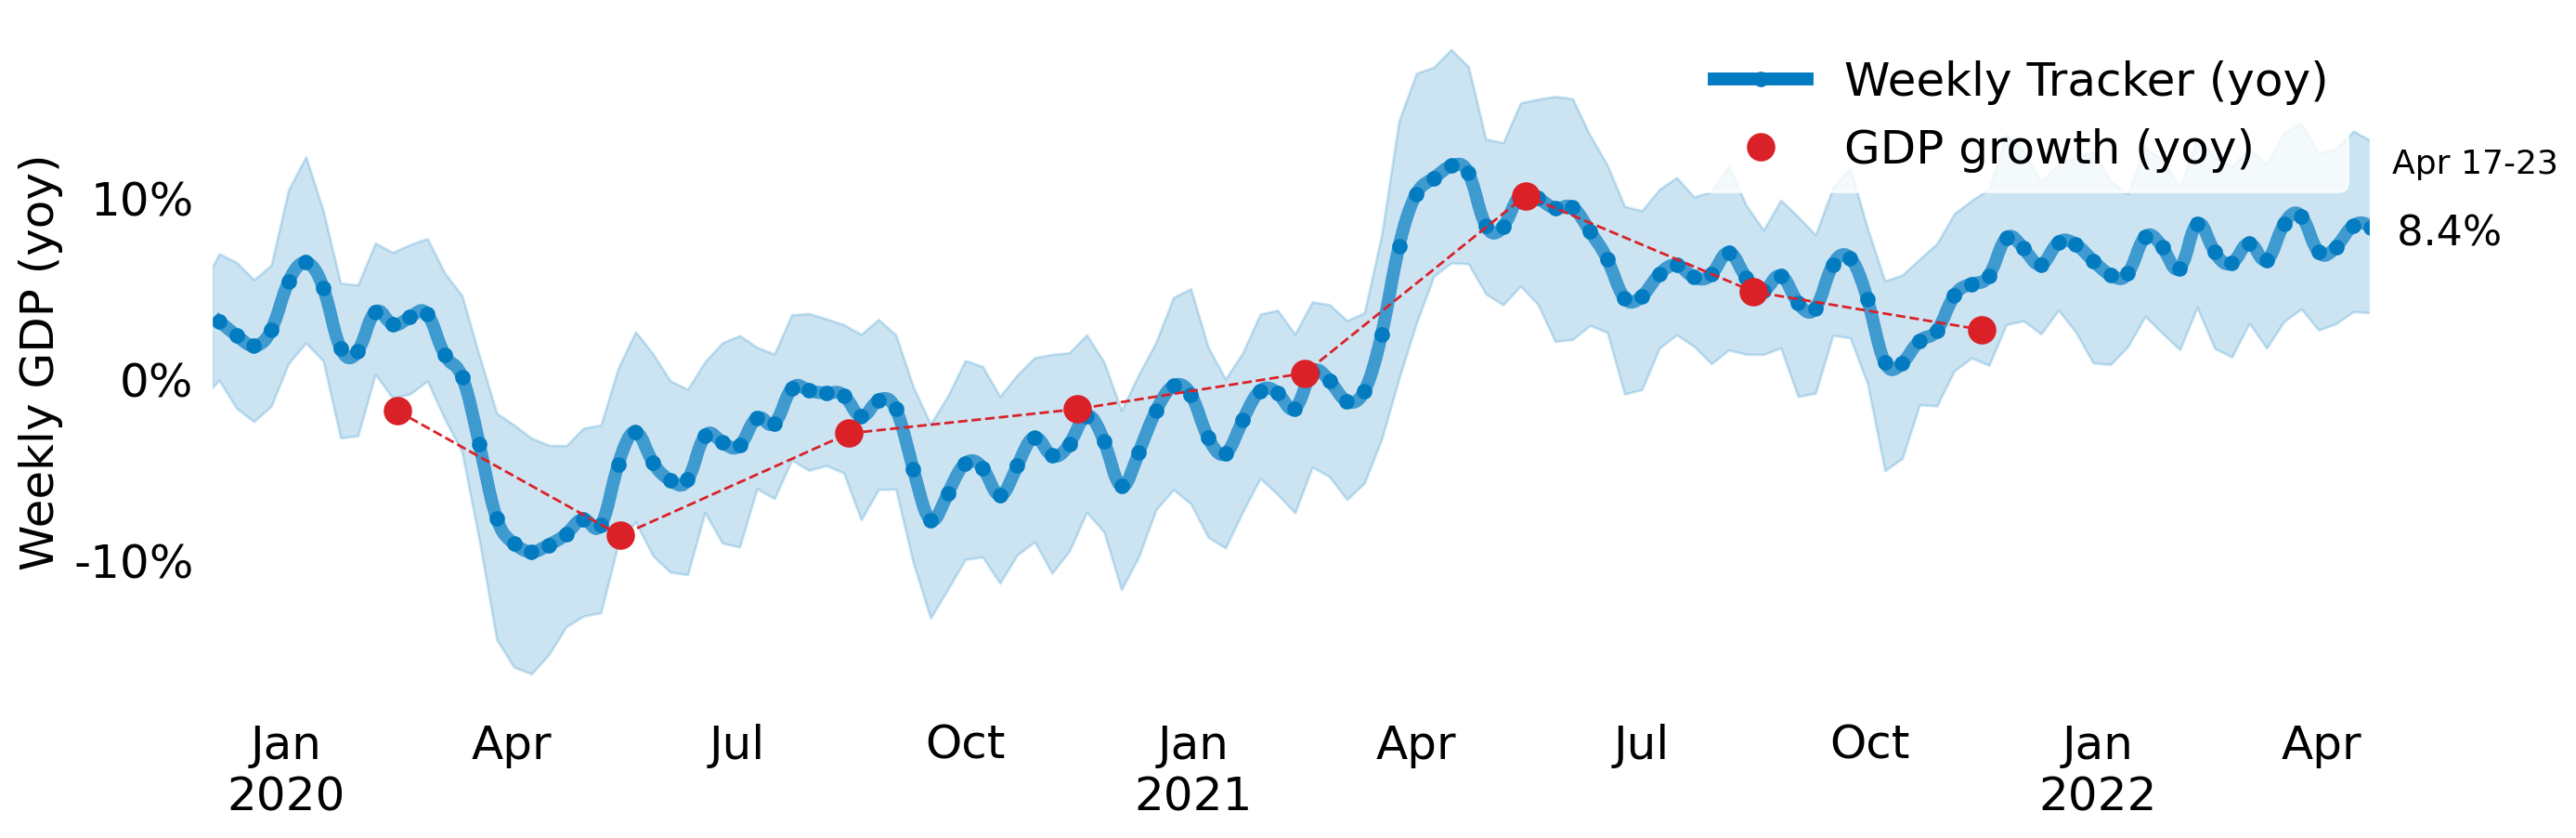 Weekly Tracker (yoy)
GDP growth (yoy)
Weekly GDP (yoy)
10%
0%
-10%
Apr 17-23
8.4%
Jan Apr Jul Oct Jan Apr Jul Oct Jan Apr
2020 2021 2022